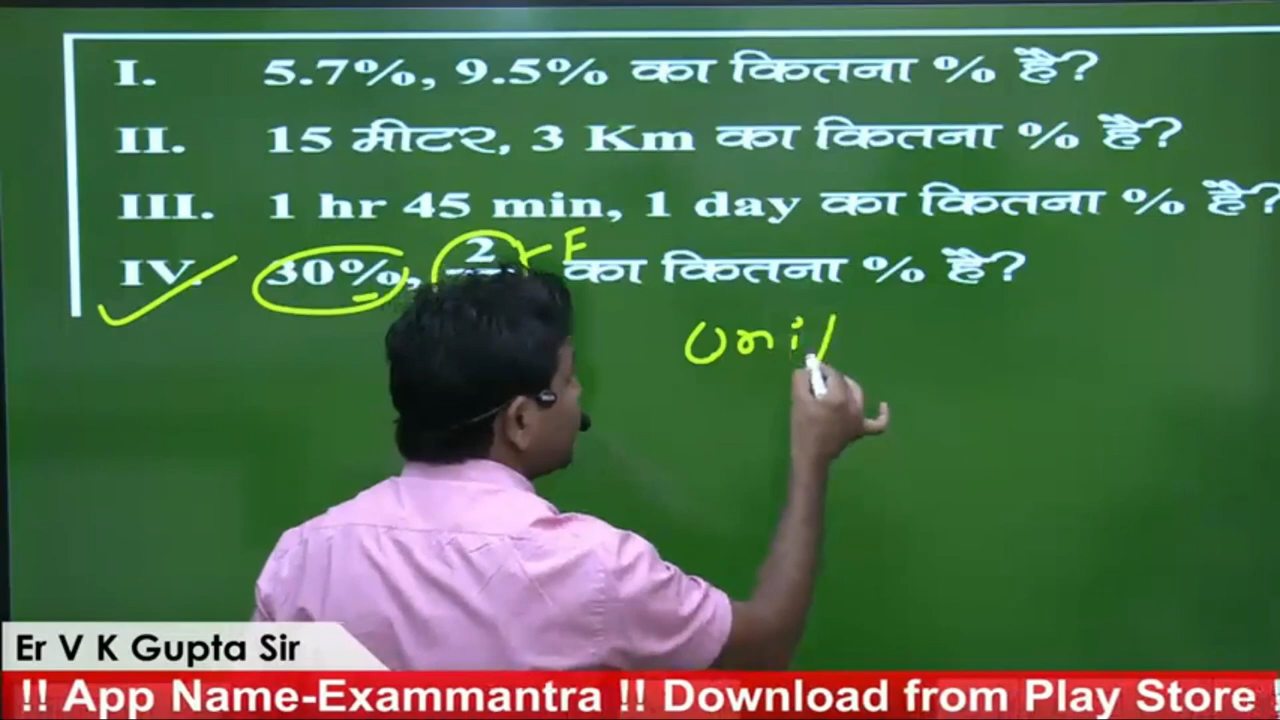 I. 5.7%, 9.5% का कितना % है?
II. 15 मीटर, 3 Km का कितना % है?
III. 1 hr 45 min, 1 day का कितना % है?
IV. 30%, 2 F का कितना % है?
uni
Er V K Gupta Sir
!! App Name-Exammantra !! Download from Play Store !